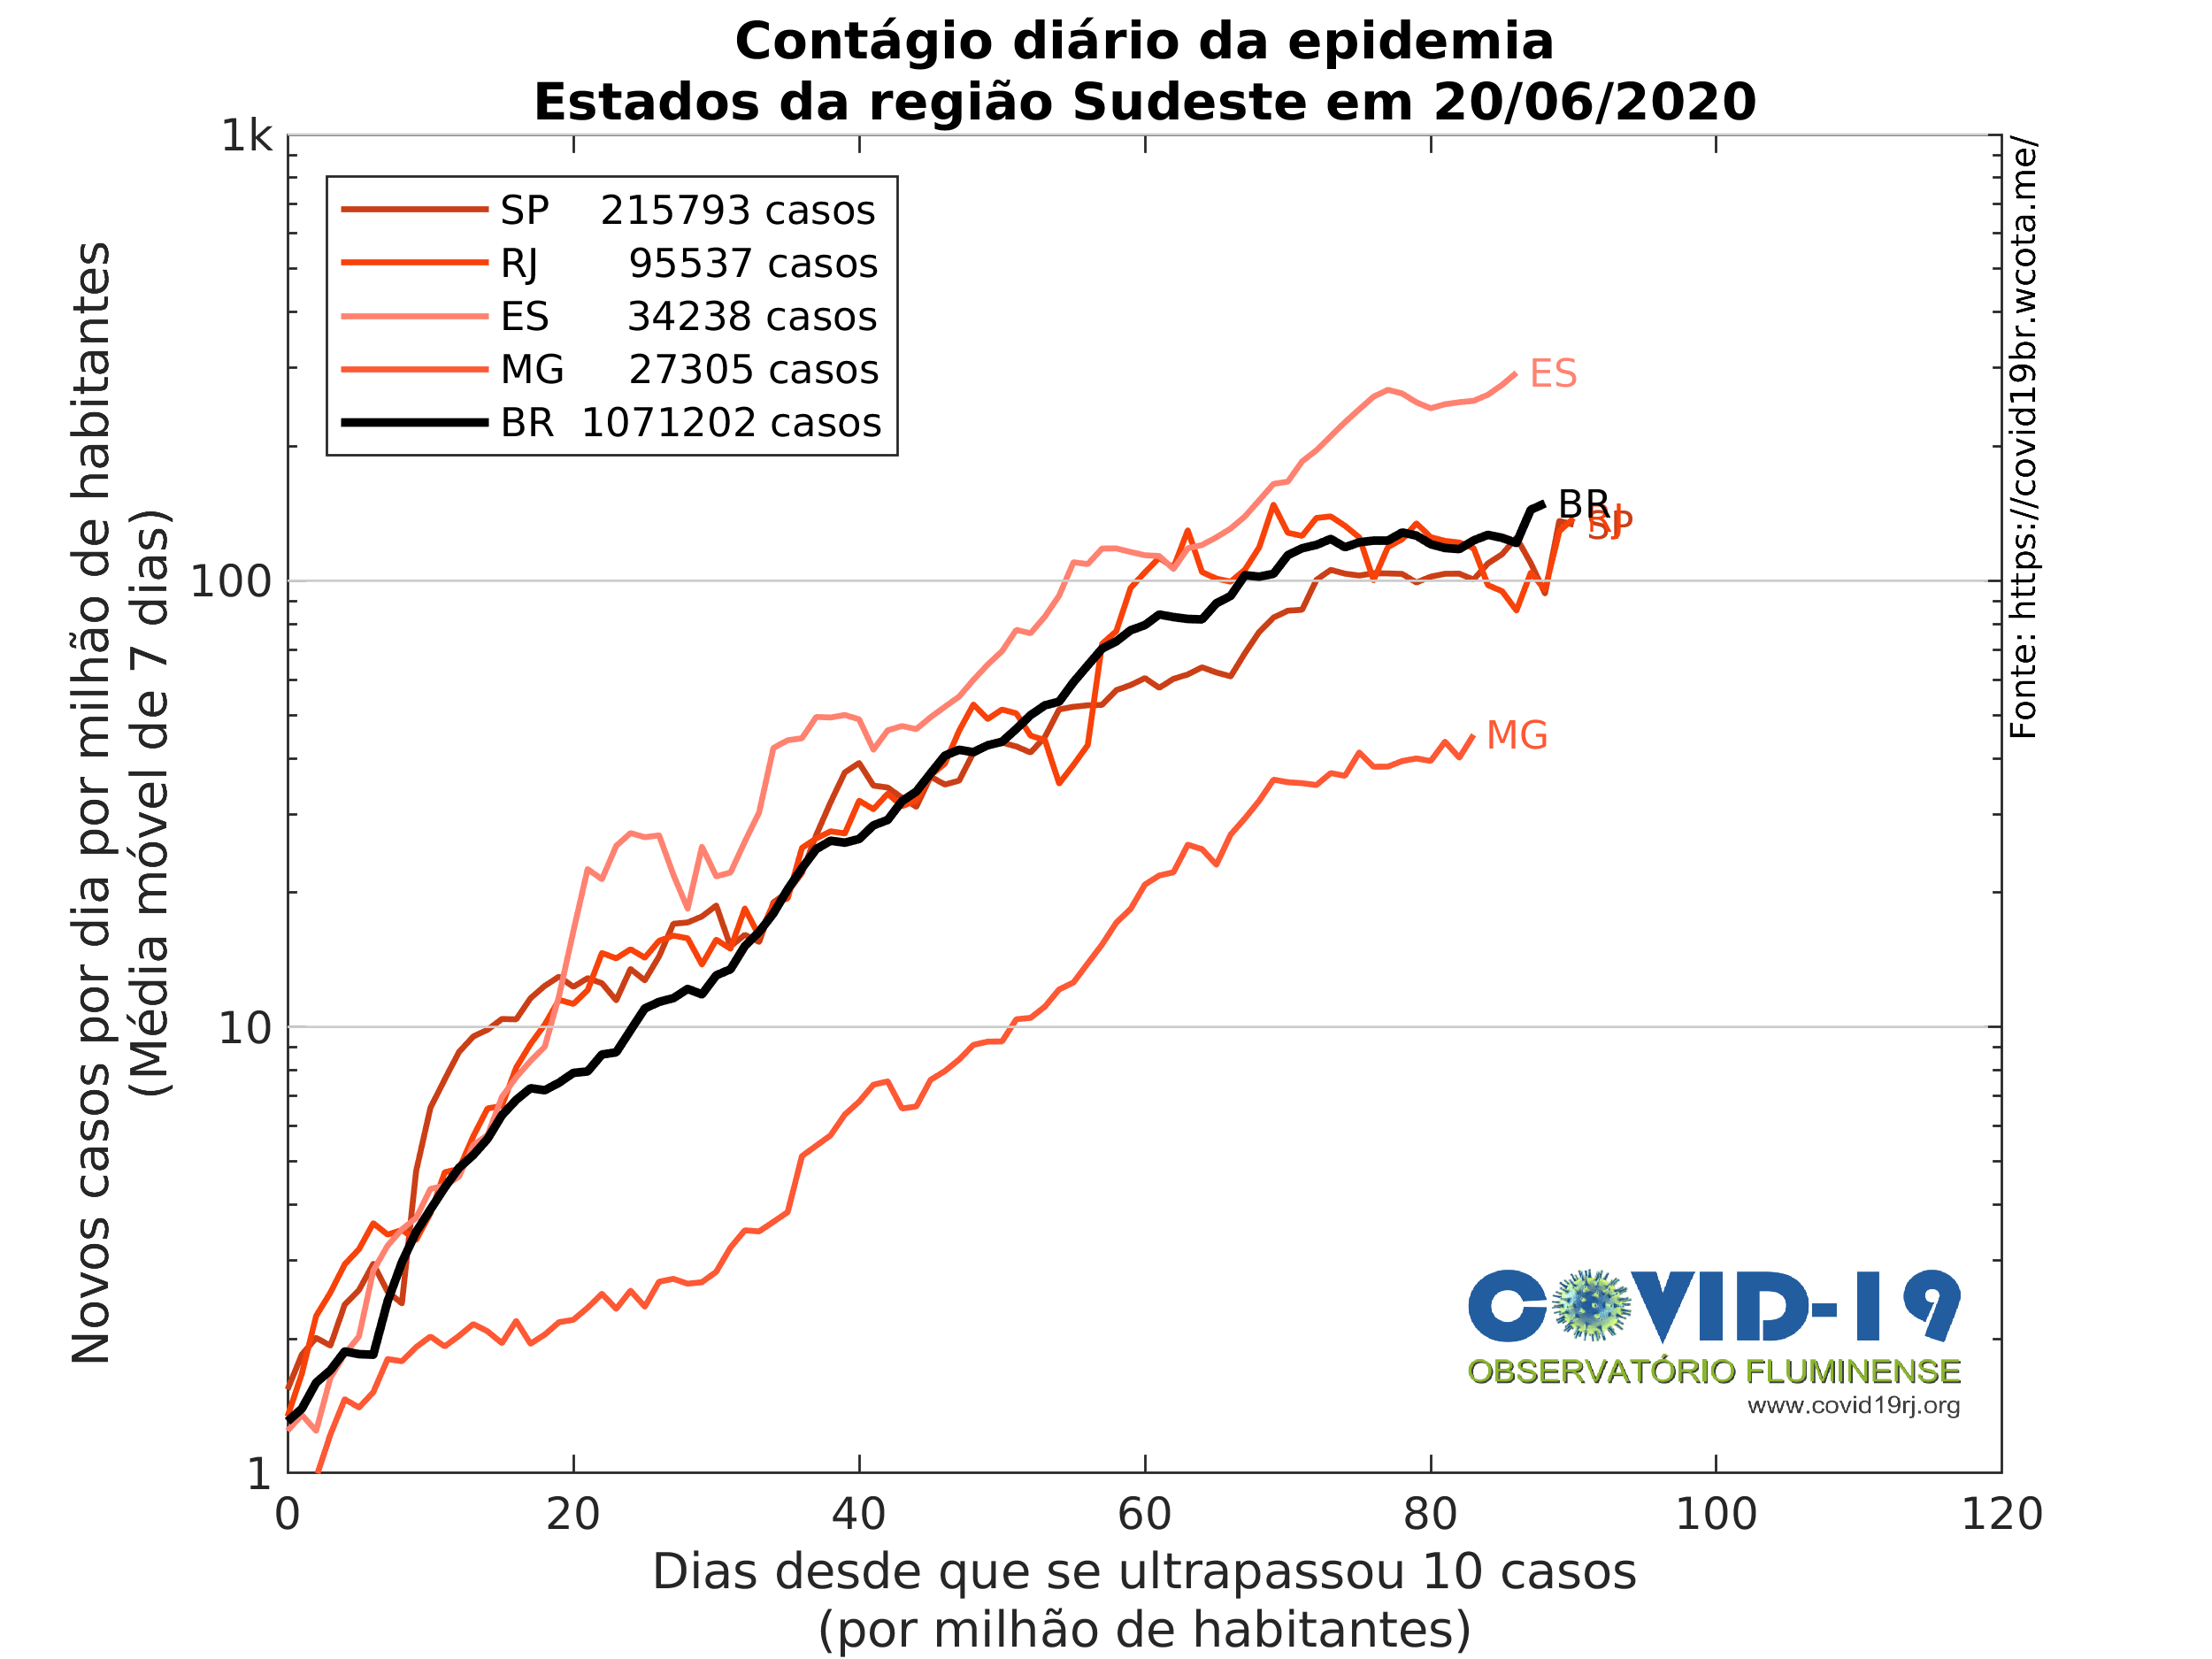 Contágio diário da epidemia
Estados da região Sudeste em 20/06/2020
1k
100
10
1
Novos casos por dia por milhão de habitantes
(Média móvel de 7 dias)
SP 215793 casos
RJ 95537 casos
ES 34238 casos
MG 27305 casos
BR 1071202 casos
ES
BR
RJ
SP
MG
Fonte: https://covid19br.wcota.me/
COVID-19
OBSERVATÓRIO FLUMINENSE
www.covid19rj.org
0 20 40 60 80 100 120
Dias desde que se ultrapassou 10 casos
(por milhão de habitantes)